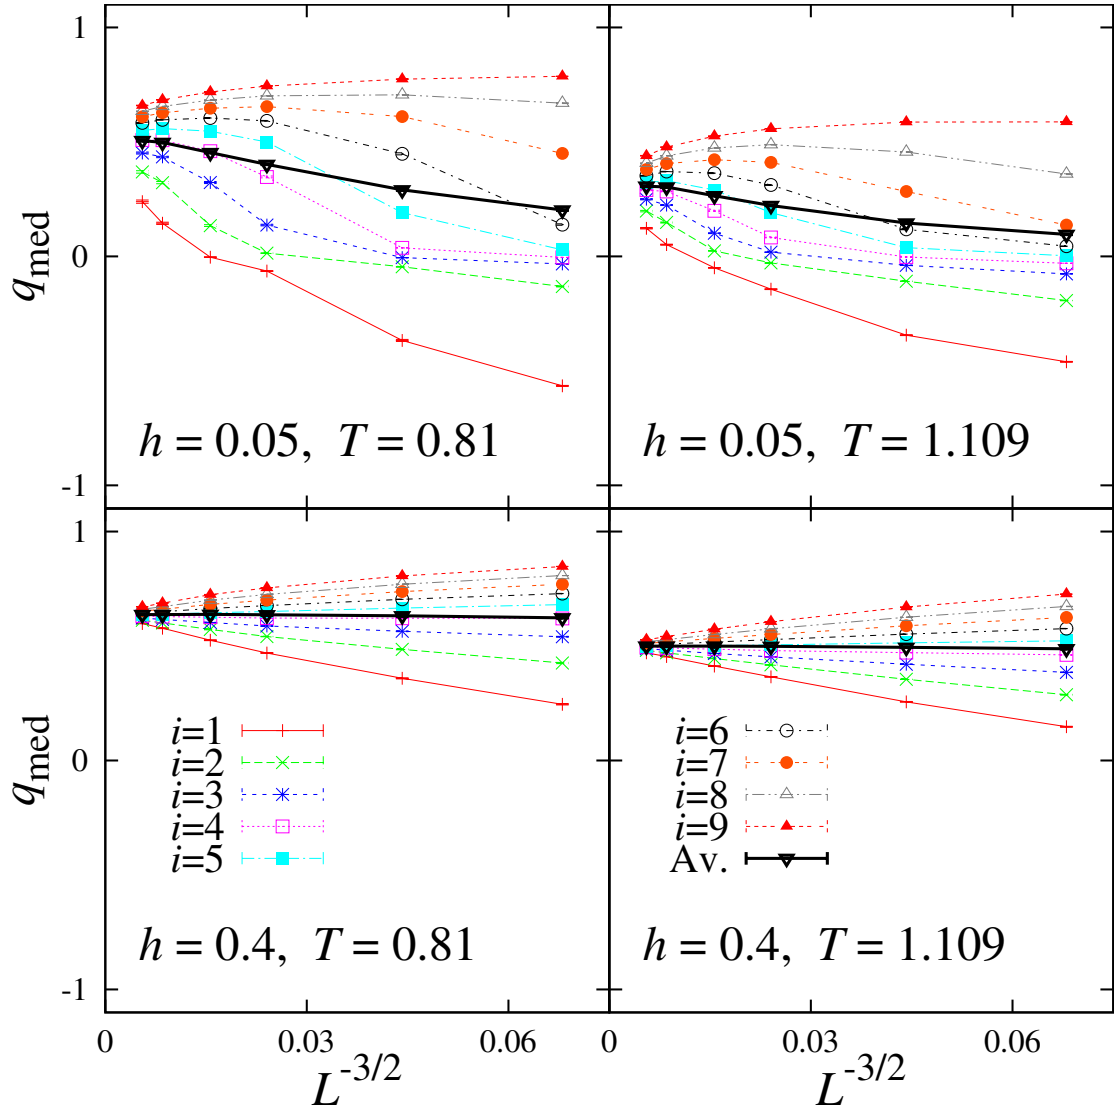 1
0
-1
q_med
h = 0.05, T = 0.81
h = 0.05, T = 1.109
1
0
-1
q_med
i=1
i=2
i=3
i=4
i=5
i=6
i=7
i=8
i=9
Av.
h = 0.4, T = 0.81
h = 0.4, T = 1.109
0 0.03 0.06
0 0.03 0.06
L^-3/2
L^-3/2